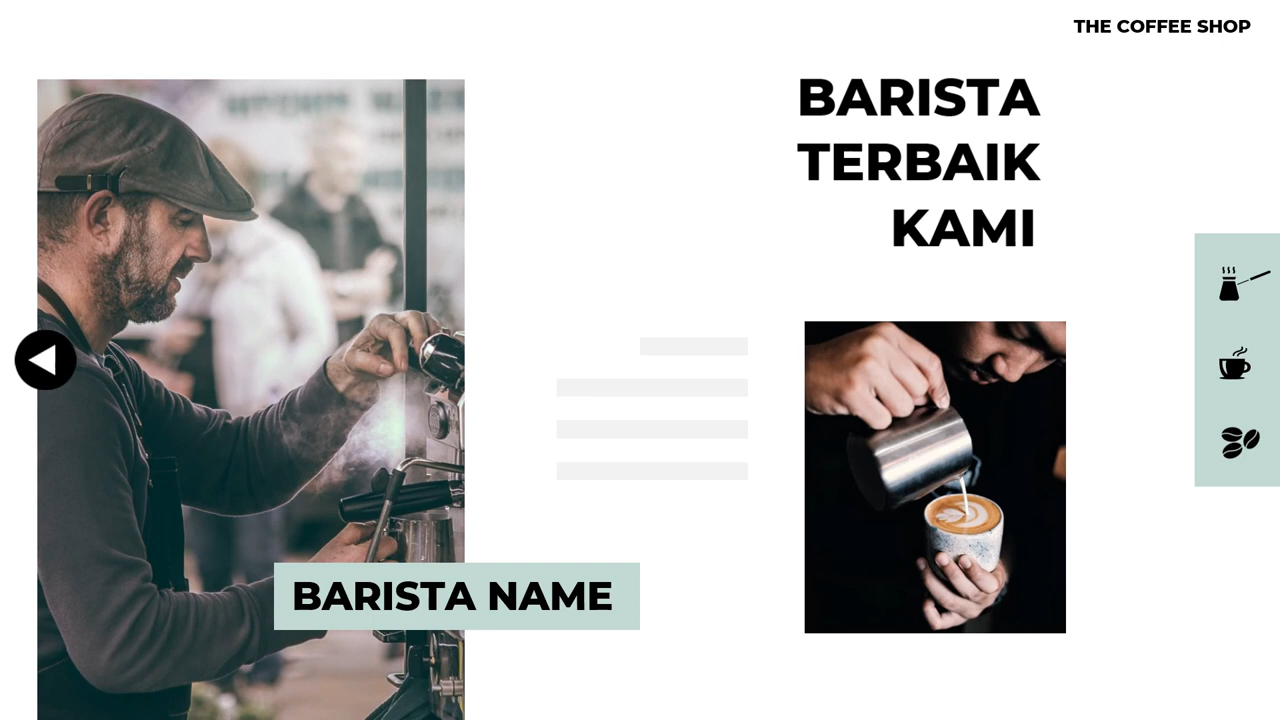 THE COFFEE SHOP
BARISTA
TERBAIK
KAMI
BARISTA NAME